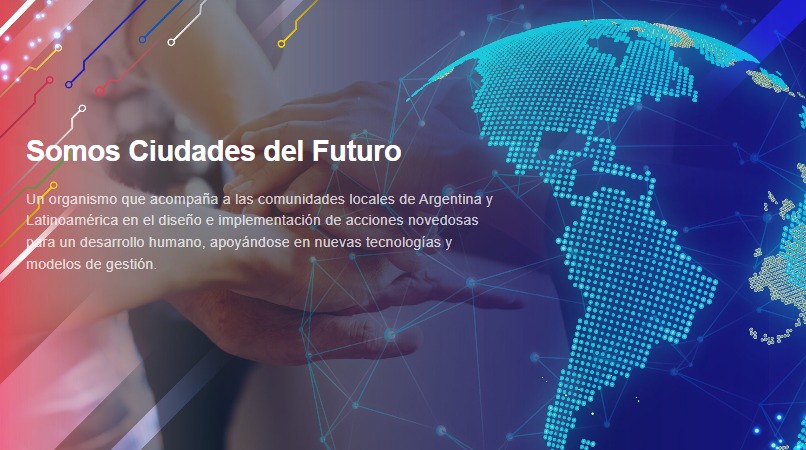 Somos Ciudades del Futuro
Un organismo que acompaña a las comunidades locales de Argentina y
Latinoamérica en el diseño e implementación de acciones novedosas
para un desarrollo humano, apoyándose en nuevas tecnologías y
modelos de gestión.